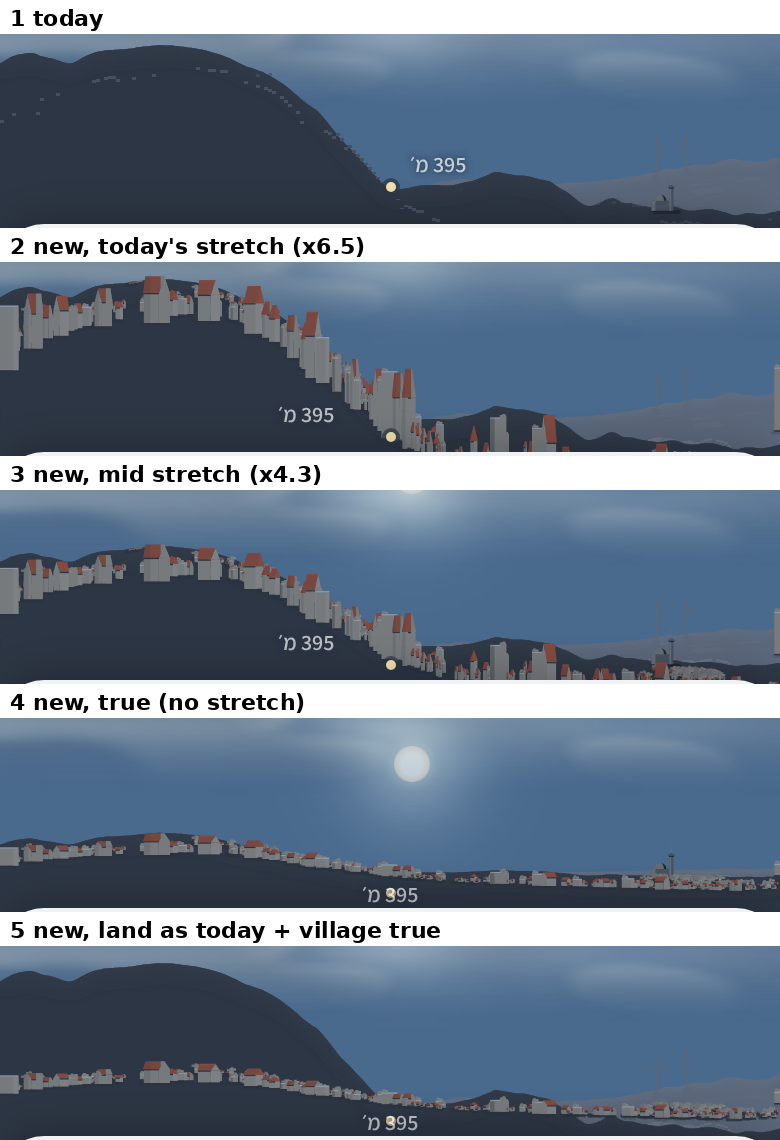 1 today
395 מ׳
2 new, today's stretch (x6.5)
395 מ׳
3 new, mid stretch (x4.3)
395 מ׳
4 new, true (no stretch)
395 מ׳
5 new, land as today + village true
395 מ׳